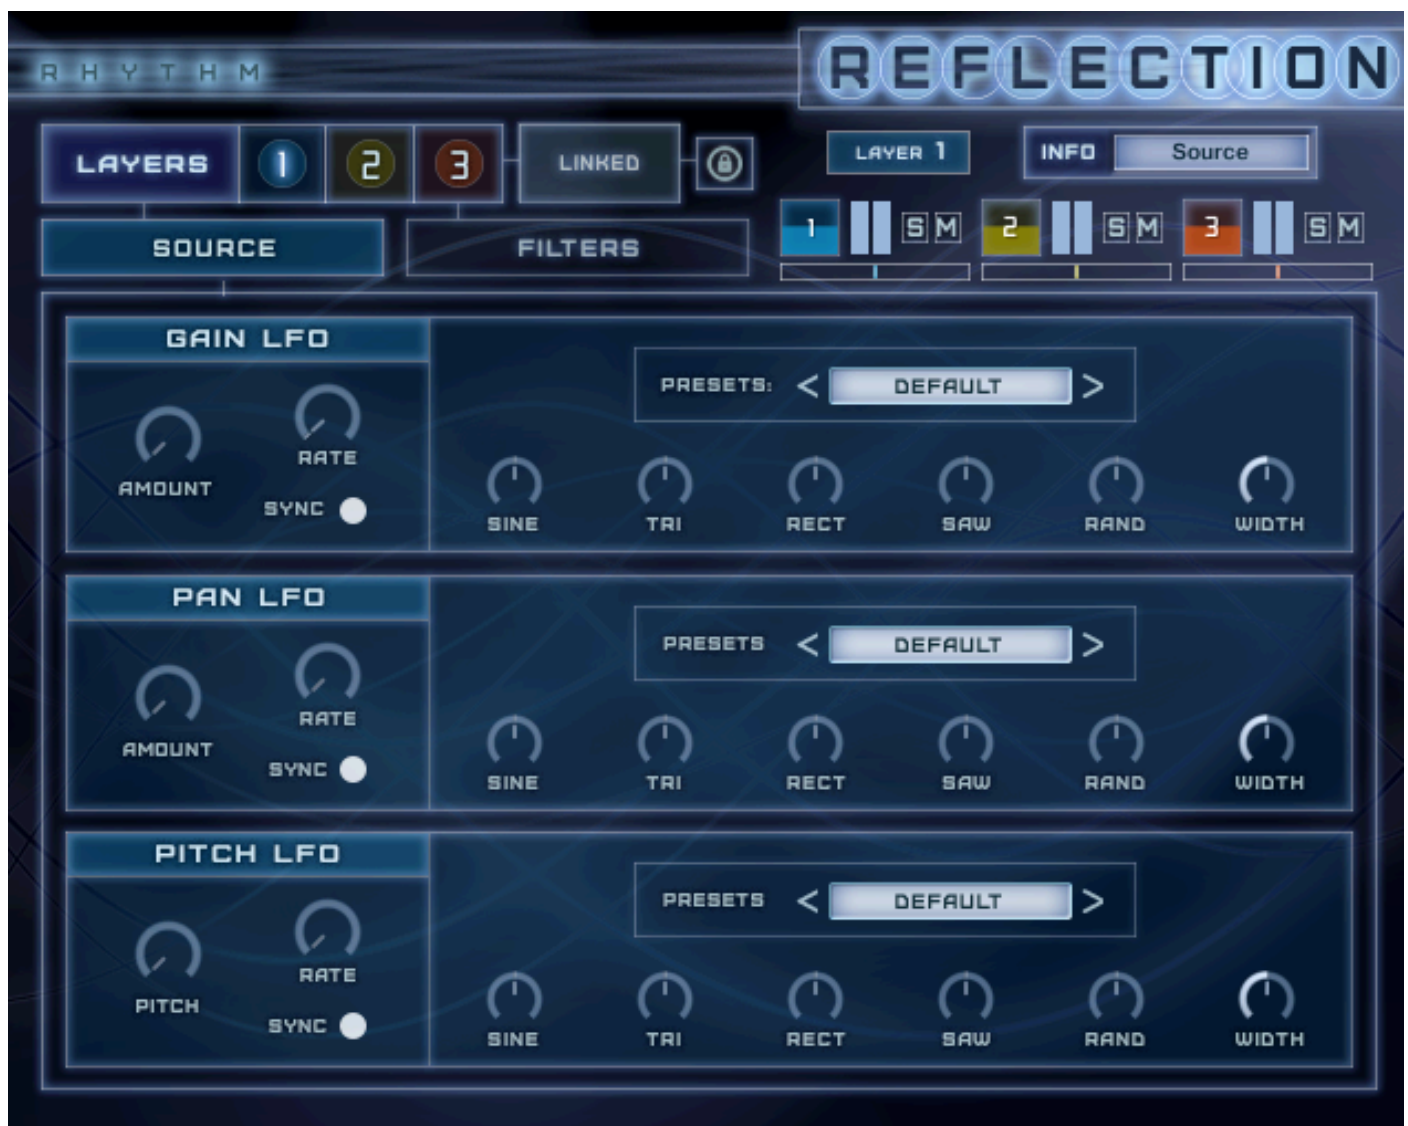 RHYTHM
REFLECTION
LAYERS 1 2 3 LINKED
LAYER 1
INFO Source
SOURCE FILTERS
1 S M 2 S M 3 S M
GAIN LFO
PRESETS: < DEFAULT >
AMOUNT
RATE
SYNC
SINE TRI RECT SAW RAND WIDTH
PAN LFO
PRESETS < DEFAULT >
AMOUNT
RATE
SYNC
SINE TRI RECT SAW RAND WIDTH
PITCH LFO
PRESETS < DEFAULT >
PITCH
RATE
SYNC
SINE TRI RECT SAW RAND WIDTH